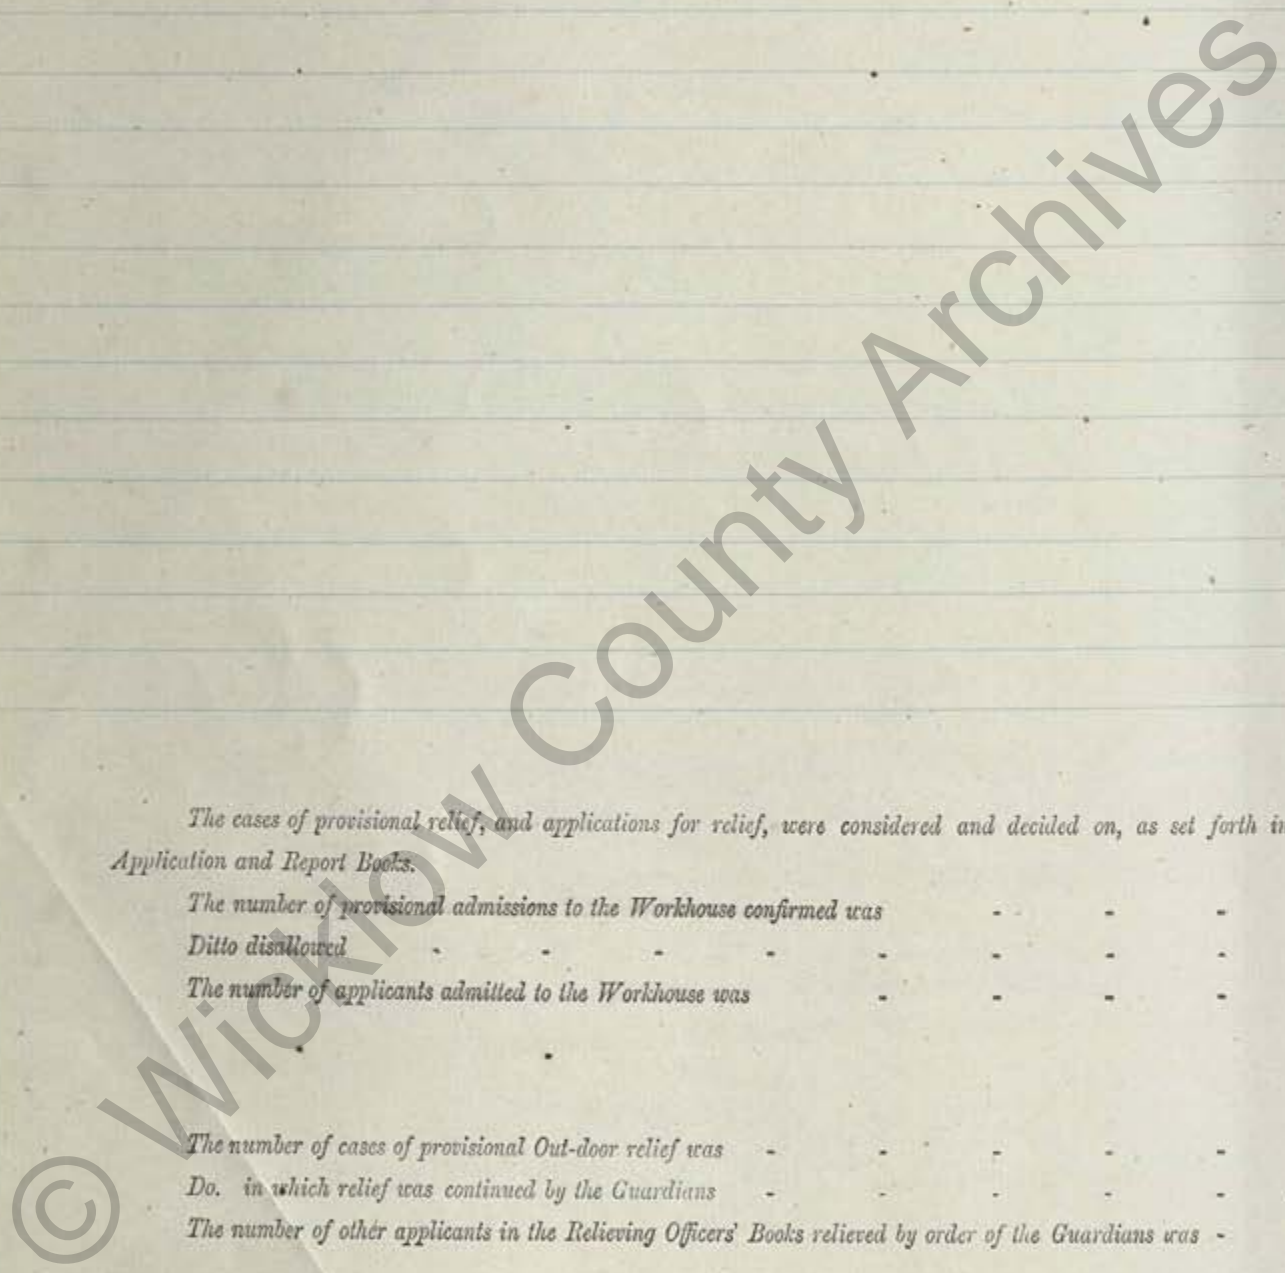 The cases of provisional relief, and applications for relief, were considered and decided on, as set forth in
Application and Report Books.
The number of provisional admissions to the Workhouse confirmed was - - -
Ditto disallowed - - - - - - - -
The number of applicants admitted to the Workhouse was - - - -
The number of cases of provisional Out-door relief was - - - - -
Do. in which relief was continued by the Guardians - - - - -
The number of other applicants in the Relieving Officers' Books relieved by order of the Guardians was -
© Wicklow County Archives